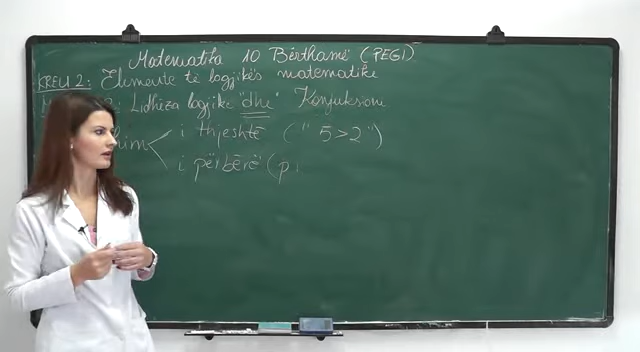 Matematika 10 Bërthamë (PEGI)
KREU 2: Elemente të logjikës matematike
Lidhëza logjike "dhe" Konjuksioni
i thjeshtë ("5>2")
i përbërë (p